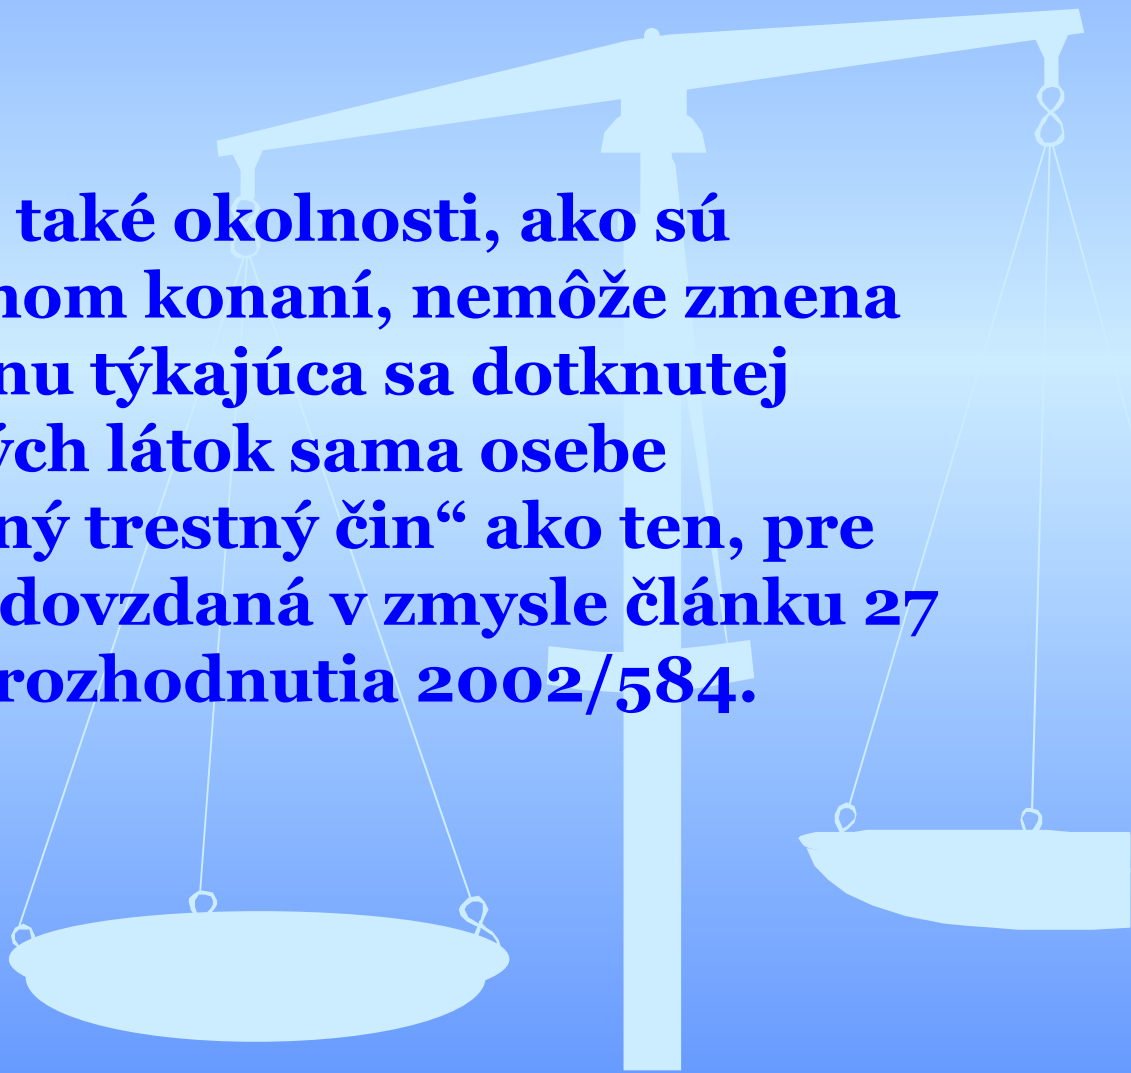 také okolnosti, ako sú
nom konaní, nemôže zmena
nu týkajúca sa dotknutej
ých látok sama osebe
ný trestný čin“ ako ten, pre
dovzdaná v zmysle článku 27
rozhodnutia 2002/584.